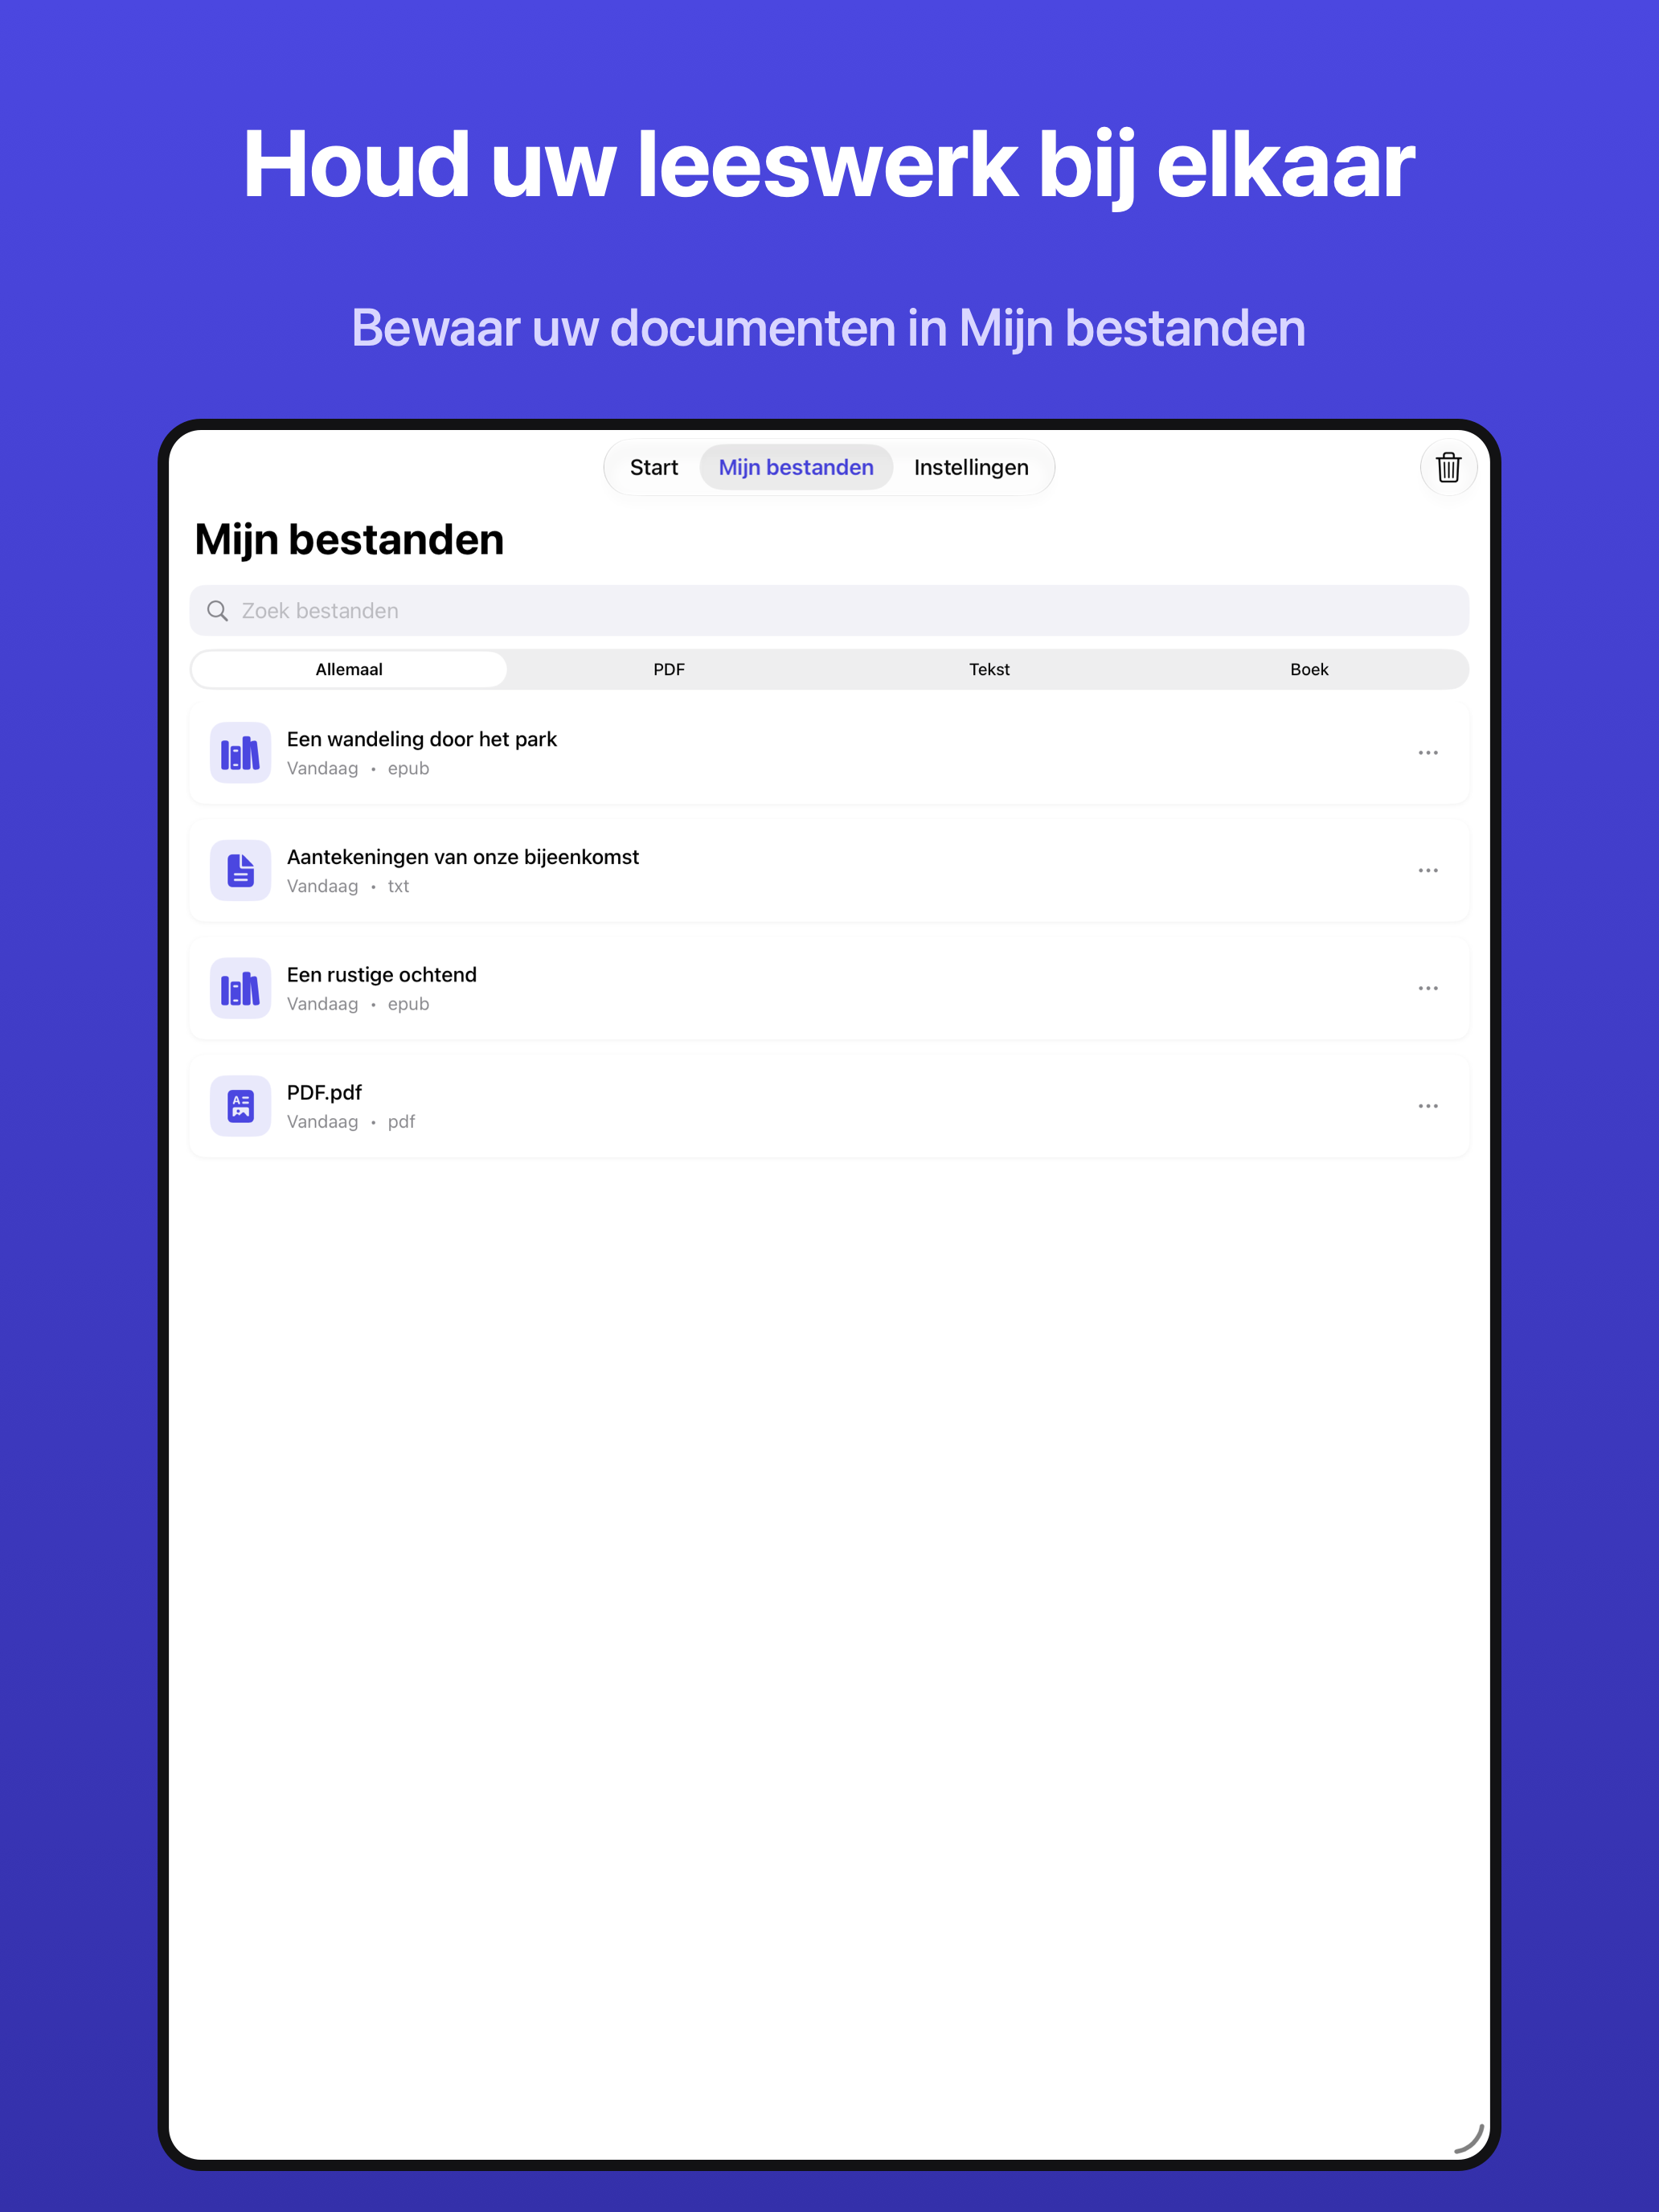 Houd uw leeswerk bij elkaar
Bewaar uw documenten in Mijn bestanden
Start Mijn bestanden Instellingen
Mijn bestanden
Zoek bestanden
Allemaal PDF Tekst Boek
Een wandeling door het park
Vandaag • epub
Aantekeningen van onze bijeenkomst
Vandaag • txt
Een rustige ochtend
Vandaag • epub
PDF.pdf
Vandaag • pdf